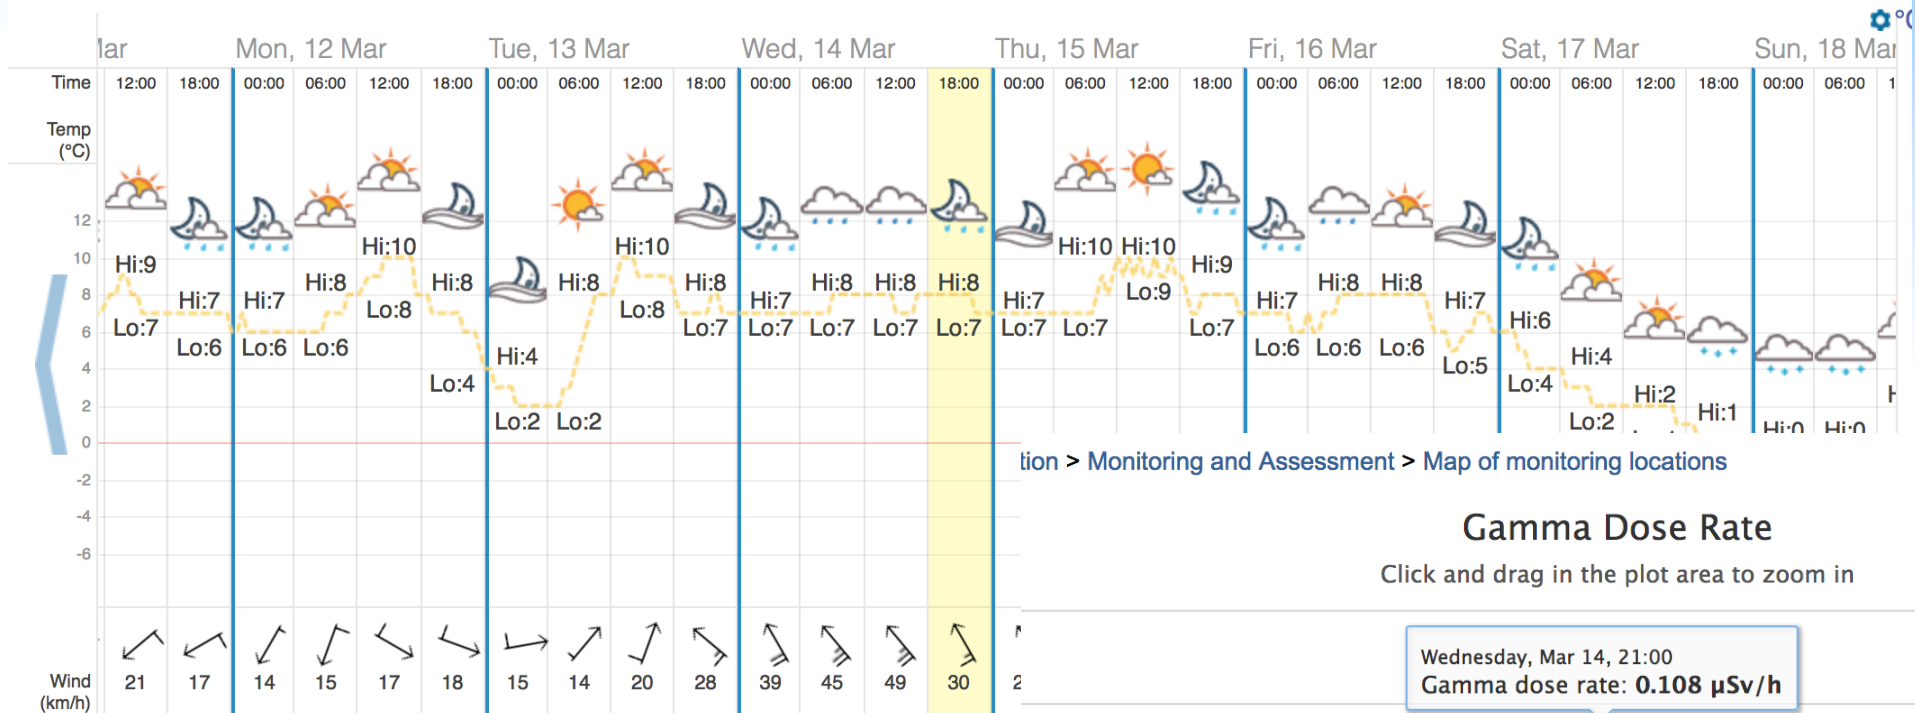 °C
Mar
Mon, 12 Mar
Tue, 13 Mar
Wed, 14 Mar
Thu, 15 Mar
Fri, 16 Mar
Sat, 17 Mar
Sun, 18 Mar
Time 12:00 18:00 00:00 06:00 12:00 18:00 00:00 06:00 12:00 18:00 00:00 06:00 12:00 18:00 00:00 06:00 12:00 18:00 00:00 06:00 12:00 18:00 00:00 06:00 12:00 18:00 00:00 06:00 1
Temp
(°C)
12
10
8
6
4
2
0
-2
-4
-6
Hi:9 Hi:7 Hi:7 Hi:8 Hi:10 Hi:8 Hi:4 Hi:8 Hi:10 Hi:8 Hi:7 Hi:8 Hi:8 Hi:8 Hi:7 Hi:10 Hi:10 Hi:9 Hi:7 Hi:8 Hi:8 Hi:7 Hi:6 Hi:4 Hi:2 Hi:1 Hi:0 Hi:0
Lo:7 Lo:6 Lo:6 Lo:6 Lo:8 Lo:4 Lo:2 Lo:2 Lo:8 Lo:7 Lo:7 Lo:7 Lo:7 Lo:7 Lo:7 Lo:7 Lo:9 Lo:7 Lo:6 Lo:6 Lo:6 Lo:5 Lo:4 Lo:2
Wind
(km/h)
21 17 14 15 17 18 15 14 20 28 39 45 49 30 2
tion > Monitoring and Assessment > Map of monitoring locations
Gamma Dose Rate
Click and drag in the plot area to zoom in
Wednesday, Mar 14, 21:00
Gamma dose rate: 0.108 µSv/h